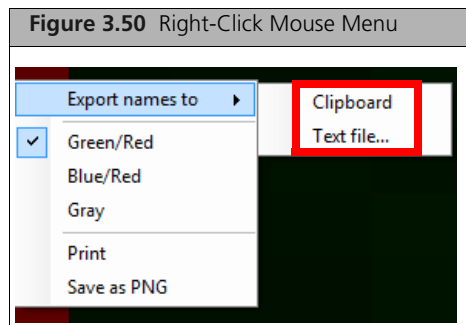 Figure 3.50 Right-Click Mouse Menu
Export names to
Clipboard
Text file...
Green/Red
Blue/Red
Gray
Print
Save as PNG